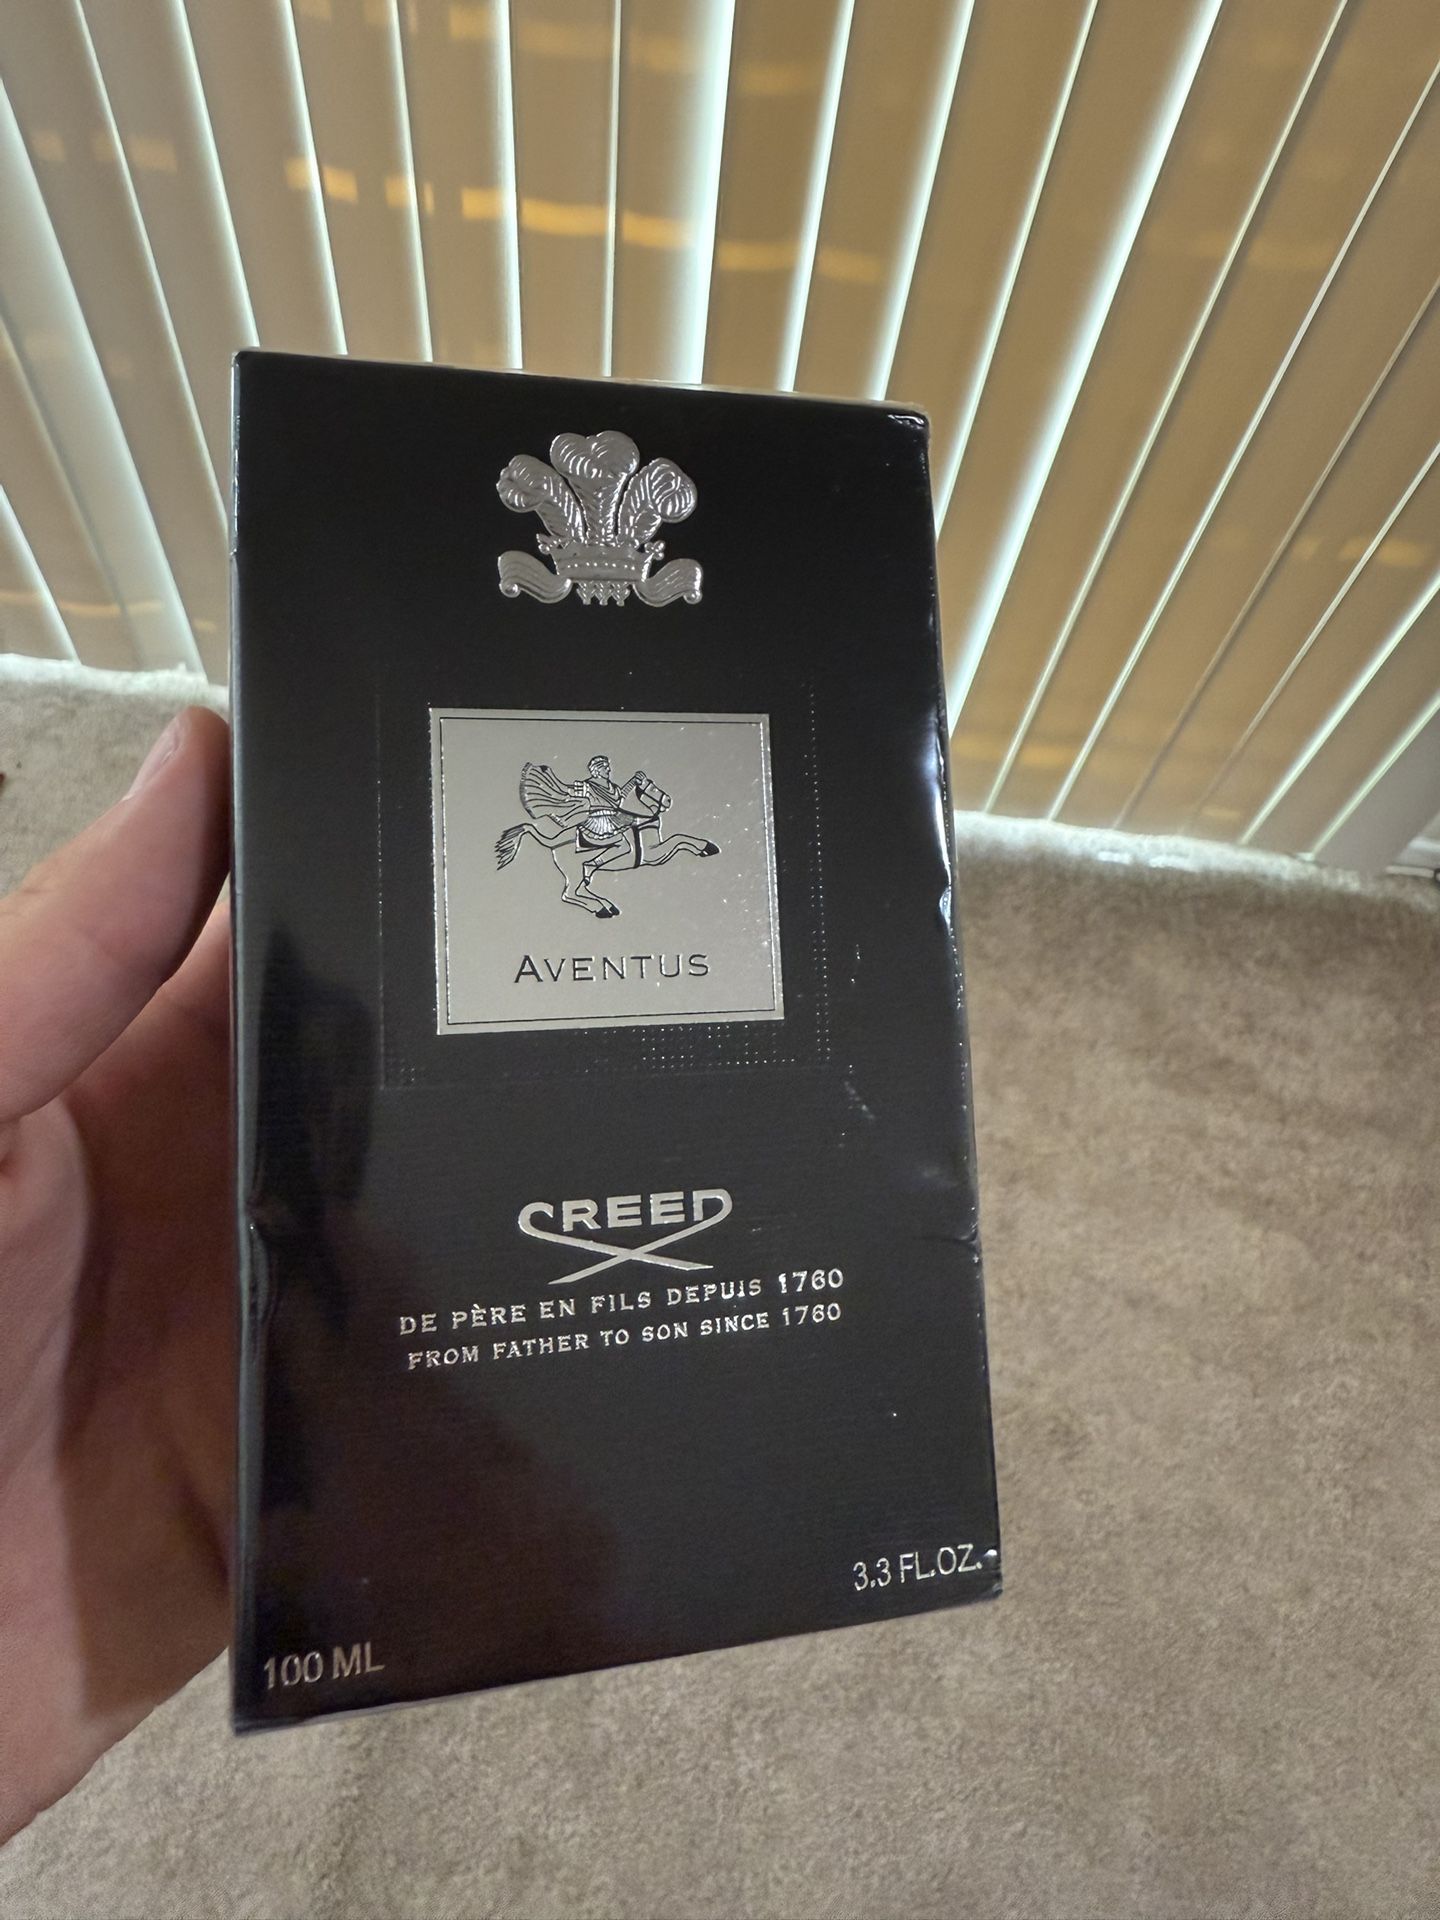 AVENTUS
CREED
DE PÈRE EN FILS DEPUIS 1760
FROM FATHER TO SON SINCE 1760
3.3 FL.OZ.
100 ML